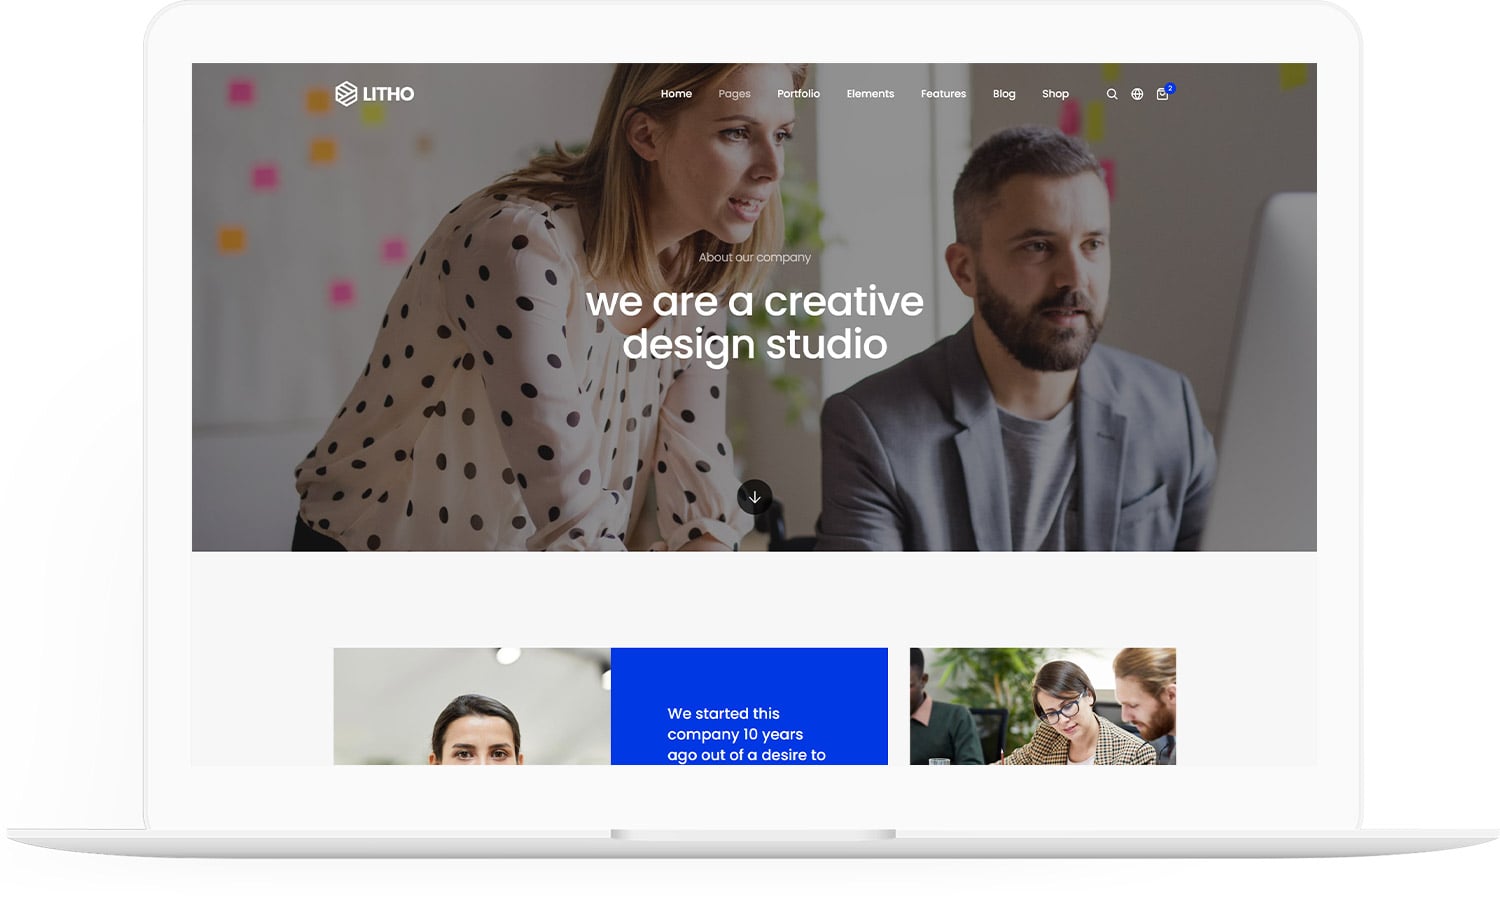 LITHO
Home Pages Portfolio Elements Features Blog Shop 2
About our company
we are a creative
design studio
We started this
company 10 years
ago out of a desire to